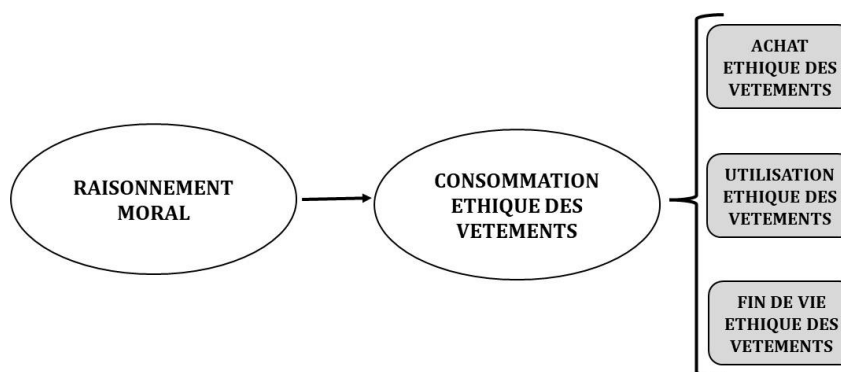 RAISONNEMENT
MORAL
CONSOMMATION
ETHIQUE DES
VETEMENTS
ACHAT
ETHIQUE DES
VETEMENTS
UTILISATION
ETHIQUE DES
VETEMENTS
FIN DE VIE
ETHIQUE DES
VETEMENTS